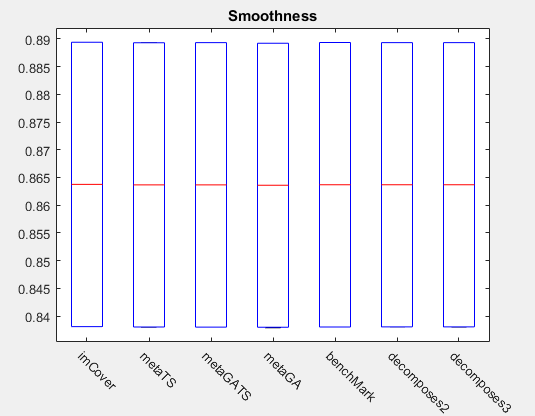 Smoothness
0.89
0.885
0.88
0.875
0.87
0.865
0.86
0.855
0.85
0.845
0.84
imCover
metaTS
metaGATS
metaGA
benchMark
decomposes2
decomposes3